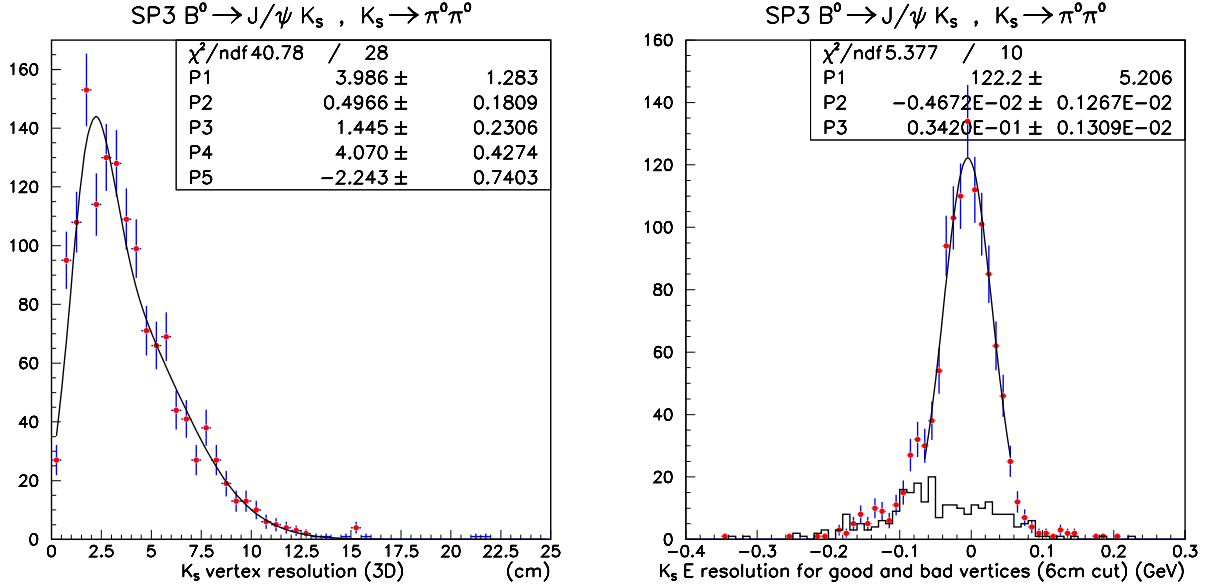 SP3 B⁰ → J/ψ Kₛ , Kₛ → π⁰π⁰
χ²/ndf 40.78 / 28
P1 3.986 ± 1.283
P2 0.4966 ± 0.1809
P3 1.445 ± 0.2306
P4 4.070 ± 0.4274
P5 −2.243 ± 0.7403
160
140
120
100
80
60
40
20
0
0 2.5 5 7.5 10 12.5 15 17.5 20 22.5 25
Kₛ vertex resolution (3D) (cm)
SP3 B⁰ → J/ψ Kₛ , Kₛ → π⁰π⁰
χ²/ndf 5.377 / 10
P1 122.2 ± 5.206
P2 −0.4672E−02 ± 0.1267E−02
P3 0.3420E−01 ± 0.1309E−02
160
140
120
100
80
60
40
20
0
−0.4 −0.3 −0.2 −0.1 0 0.1 0.2 0.3
Kₛ E resolution for good and bad vertices (6cm cut) (GeV)